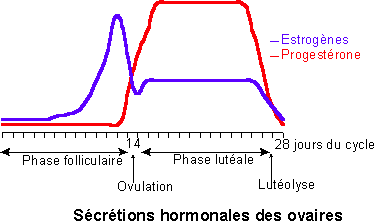 Estrogènes
Progestérone
14
28 jours du cycle
Phase folliculaire
Phase lutéale
Ovulation
Lutéolyse
Sécrétions hormonales des ovaires